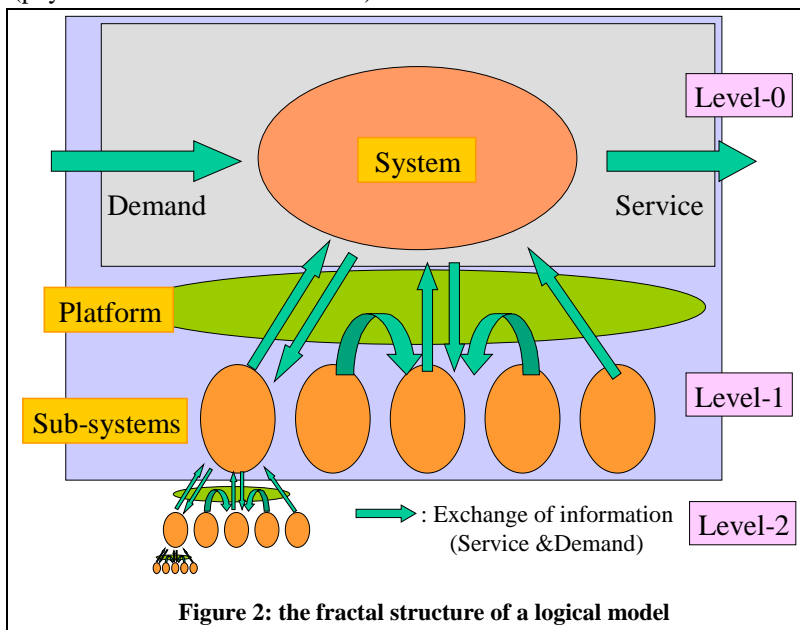 Level-0
System
Demand
Service
Platform
Level-1
Sub-systems
: Exchange of information
(Service &Demand)
Level-2
Figure 2: the fractal structure of a logical model